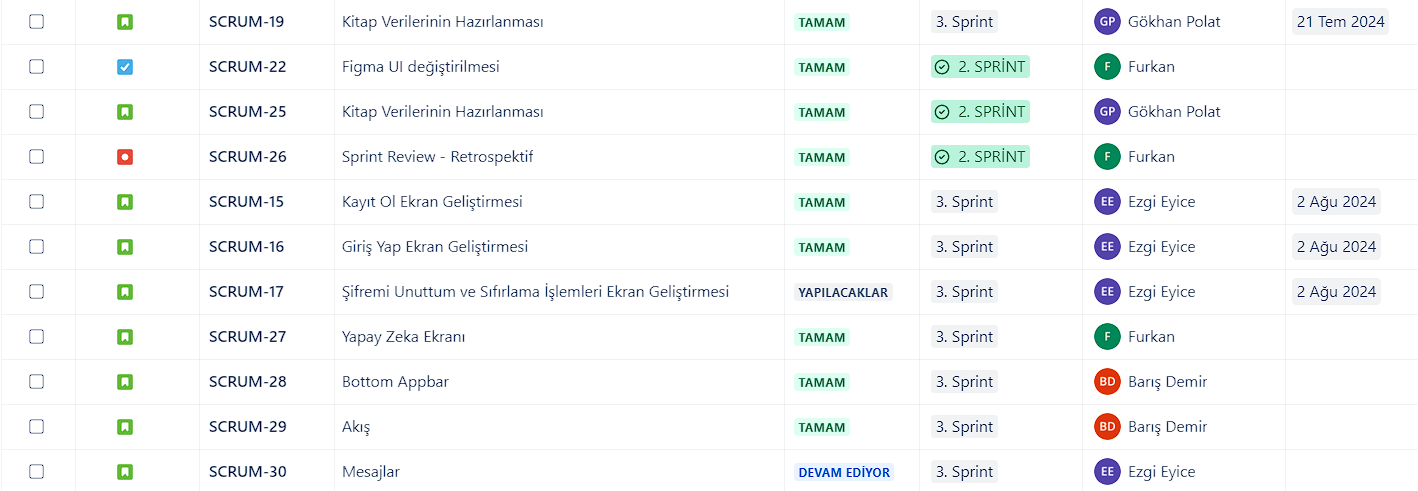 SCRUM-19 Kitap Verilerinin Hazırlanması TAMAM 3. Sprint GP Gökhan Polat 21 Tem 2024
SCRUM-22 Figma UI değiştirilmesi TAMAM 2. SPRİNT F Furkan
SCRUM-25 Kitap Verilerinin Hazırlanması TAMAM 2. SPRİNT GP Gökhan Polat
SCRUM-26 Sprint Review - Retrospektif TAMAM 2. SPRİNT F Furkan
SCRUM-15 Kayıt Ol Ekran Geliştirmesi TAMAM 3. Sprint EE Ezgi Eyice 2 Ağu 2024
SCRUM-16 Giriş Yap Ekran Geliştirmesi TAMAM 3. Sprint EE Ezgi Eyice 2 Ağu 2024
SCRUM-17 Şifremi Unuttum ve Sıfırlama İşlemleri Ekran Geliştirmesi YAPILACAKLAR 3. Sprint EE Ezgi Eyice 2 Ağu 2024
SCRUM-27 Yapay Zeka Ekranı TAMAM 3. Sprint F Furkan
SCRUM-28 Bottom Appbar TAMAM 3. Sprint BD Barış Demir
SCRUM-29 Akış TAMAM 3. Sprint BD Barış Demir
SCRUM-30 Mesajlar DEVAM EDİYOR 3. Sprint EE Ezgi Eyice